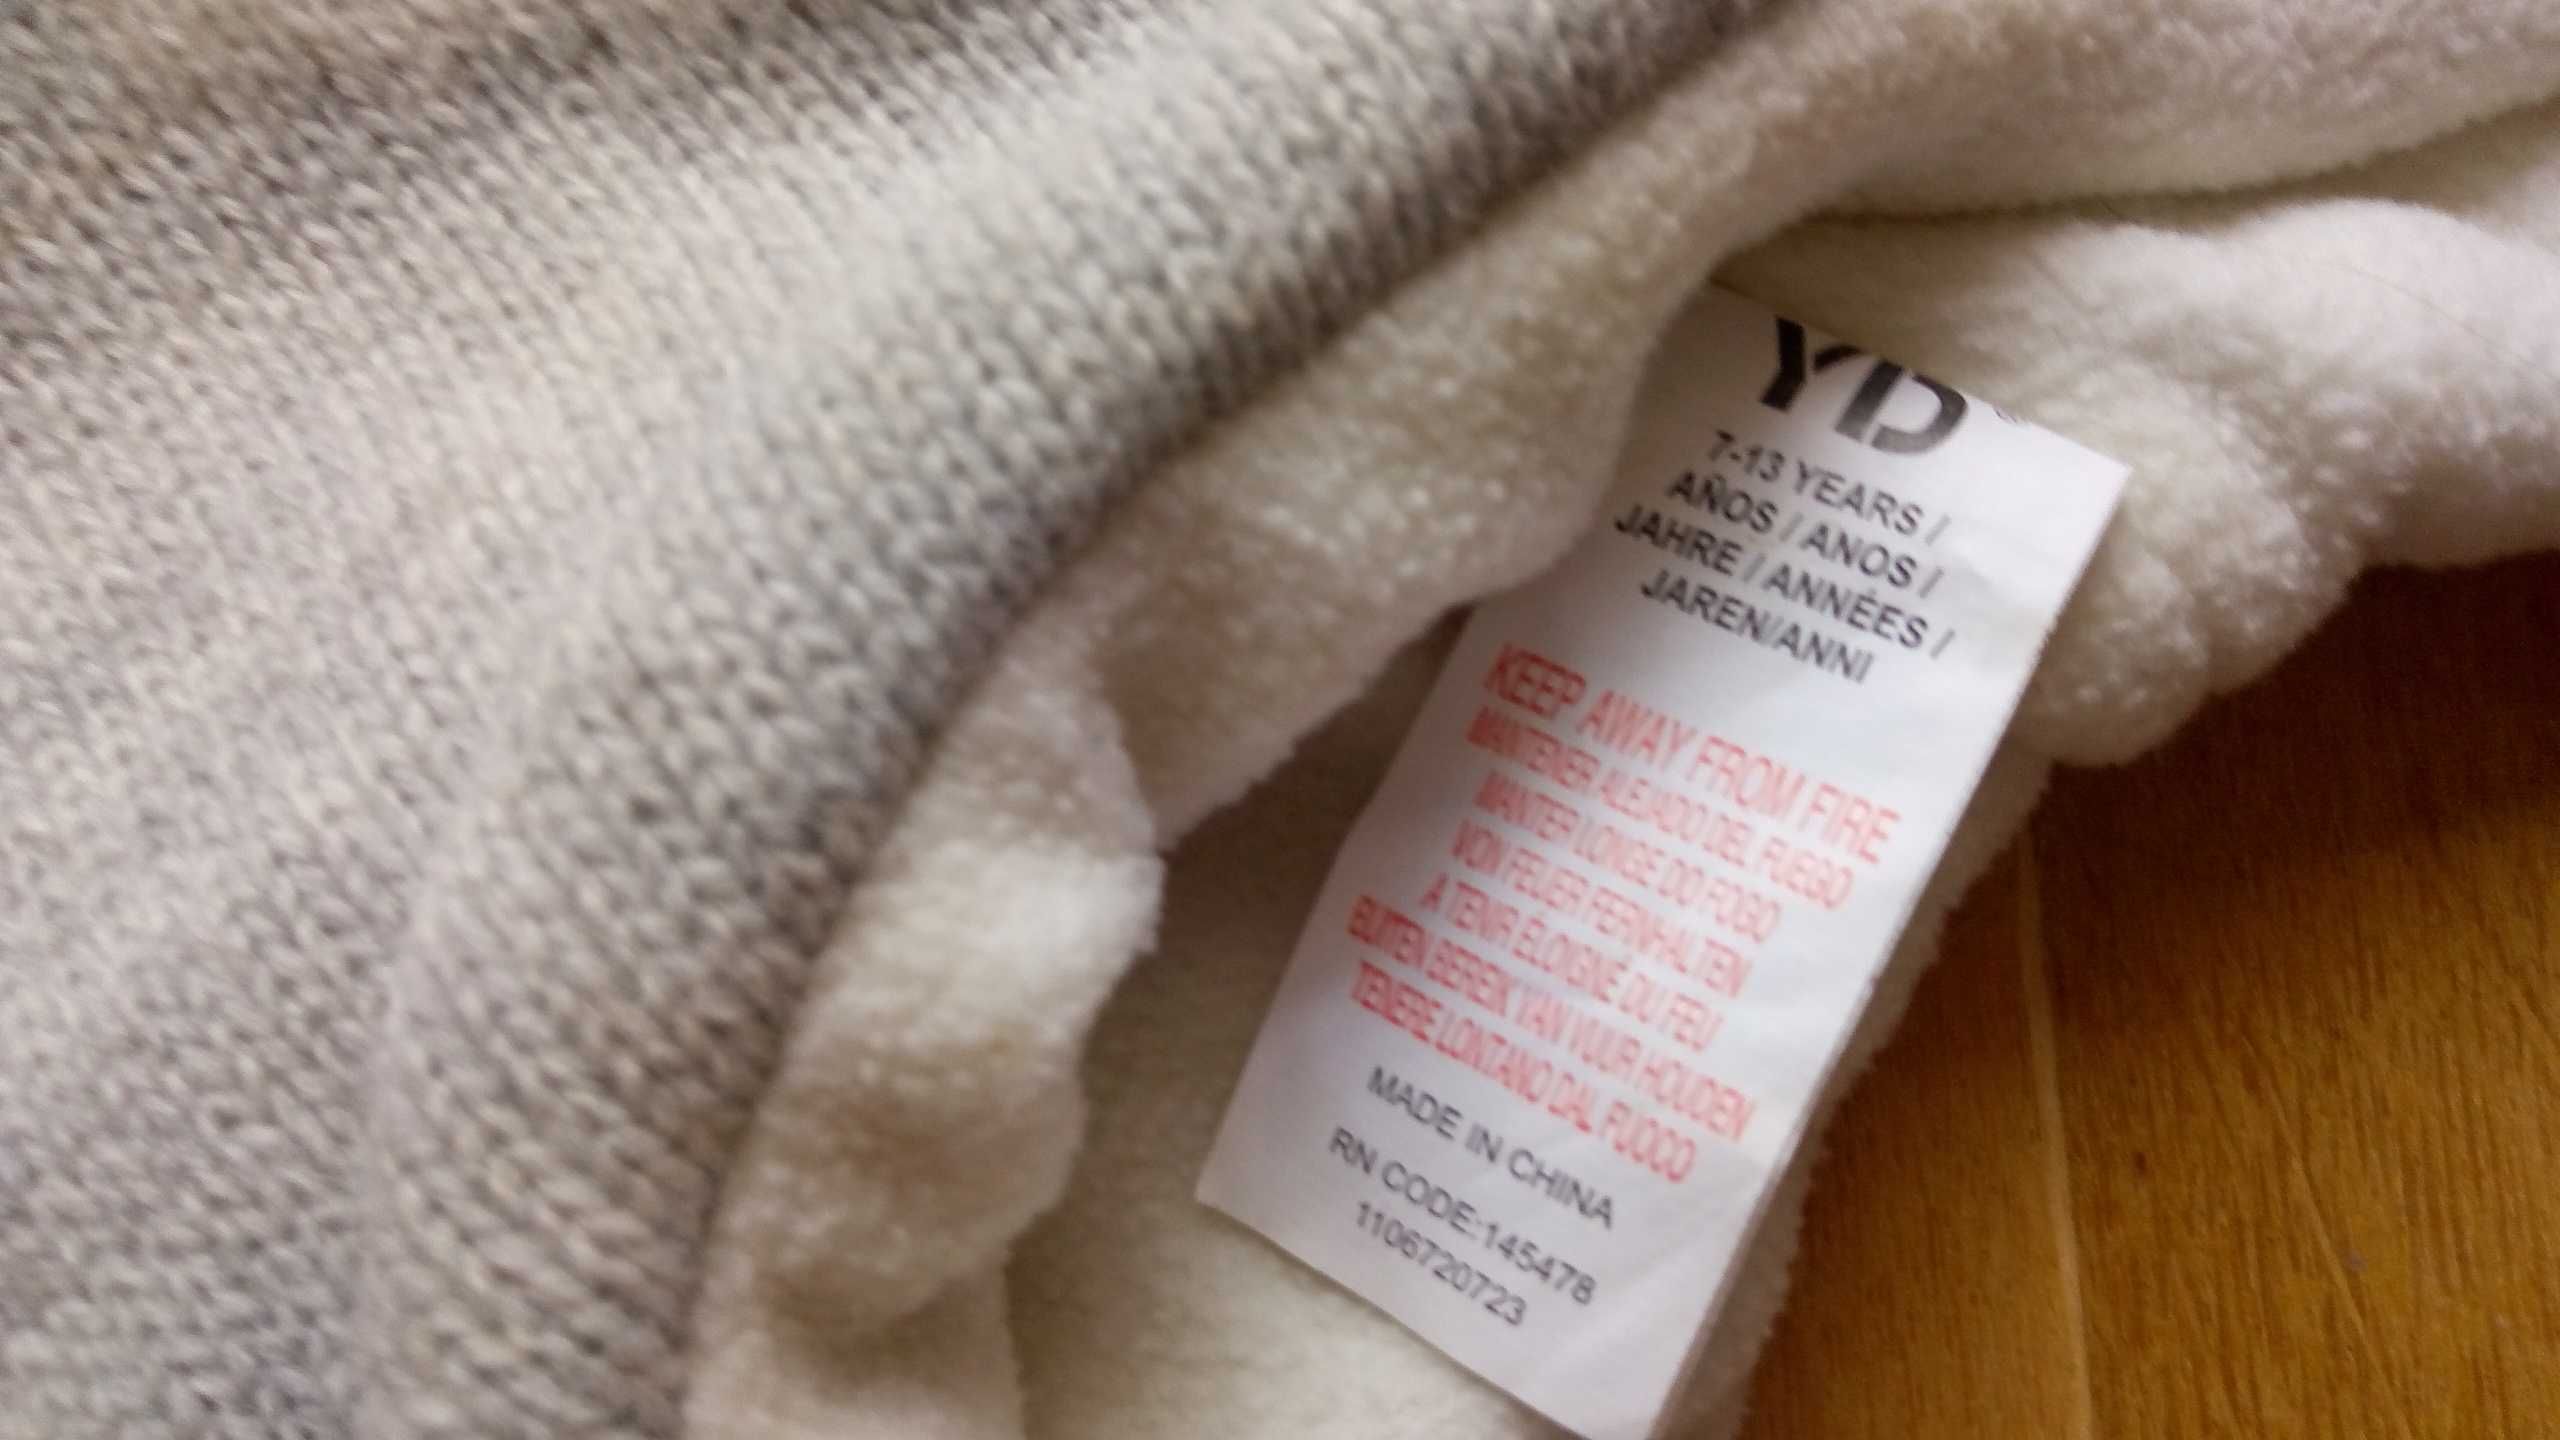 YD
7-13 YEARS /
AÑOS / ANOS /
JAHRE / ANNÉES /
JAREN/ANNI
KEEP AWAY FROM FIRE
MANTENER ALEJADO DEL FUEGO
MANTER LONGE DO FOGO
VON FEUER FERNHALTEN
A TENIR ÉLOIGNÉ DU FEU
BUITEN BEREIK VAN VUUR HOUDEN
TENERE LONTANO DAL FUOCO
MADE IN CHINA
RN CODE:145478
1106720723